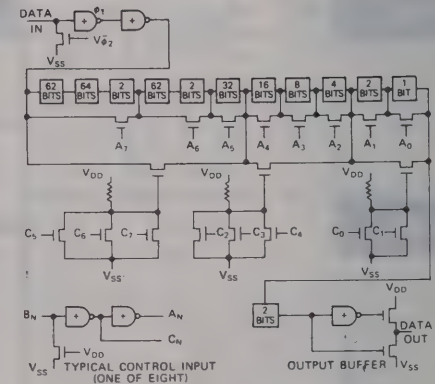 DATA IN
φ1
Vφ̄2
VSS
62 BITS
64 BITS
2 BITS
62 BITS
2 BITS
32 BITS
16 BITS
8 BITS
4 BITS
2 BITS
1 BIT
A7
A6
A5
A4
A3
A2
A1
A0
VDD
VDD
VDD
C5
C6
C7
C2
C3
C4
C0
C1
VSS
VSS
VSS
2 BITS
BN
AN
CN
VDD
VSS
TYPICAL CONTROL INPUT
(ONE OF EIGHT)
VDD
DATA OUT
VSS
OUTPUT BUFFER